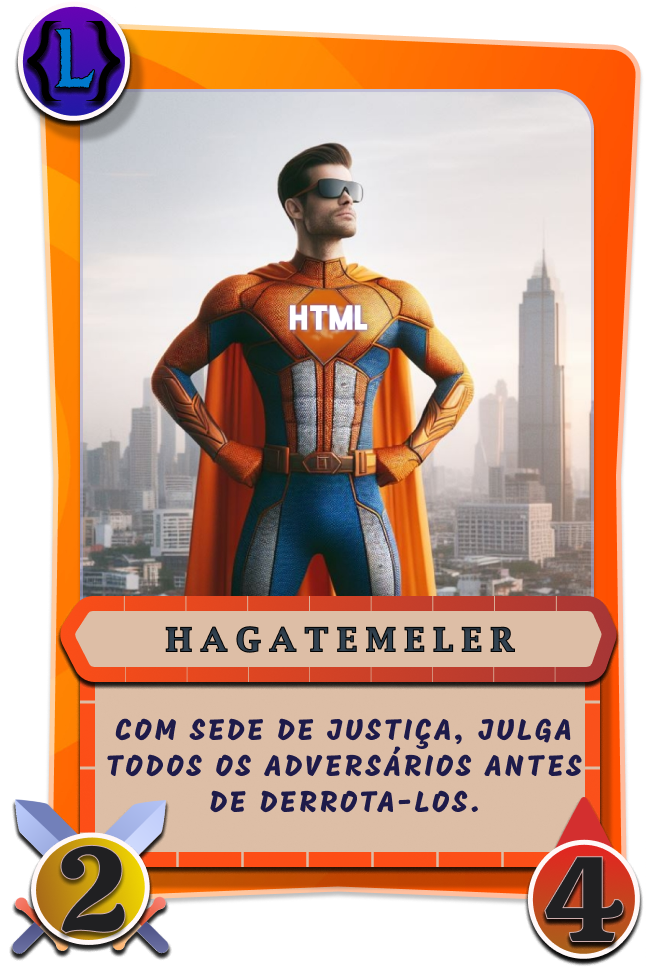 {L}
HTML
HAGATEMELER
COM SEDE DE JUSTIÇA, JULGA
TODOS OS ADVERSÁRIOS ANTES
DE DERROTA-LOS.
2
4